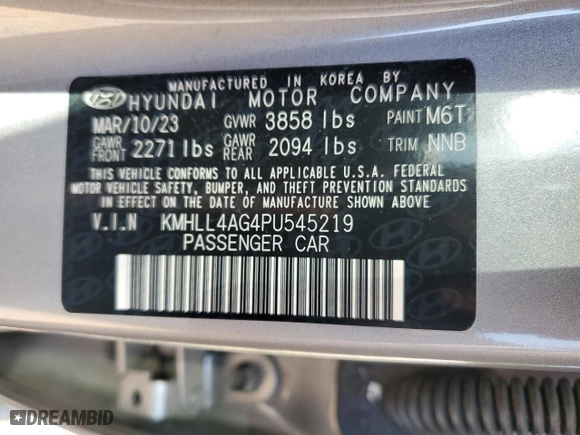 MANUFACTURED IN KOREA BY
HYUNDAI MOTOR COMPANY
MAR/10/23 GVWR 3858 lbs PAINT M6T
GAWR FRONT 2271 lbs GAWR REAR 2094 lbs TRIM NNB
THIS VEHICLE CONFORMS TO ALL APPLICABLE U.S.A. FEDERAL
MOTOR VEHICLE SAFETY, BUMPER, AND THEFT PREVENTION
STANDARDS IN EFFECT ON THE DATE OF MANUFACTURE SHOWN ABOVE.
V.I.N KMHLL4AG4PU545219
PASSENGER CAR
DREAMBID